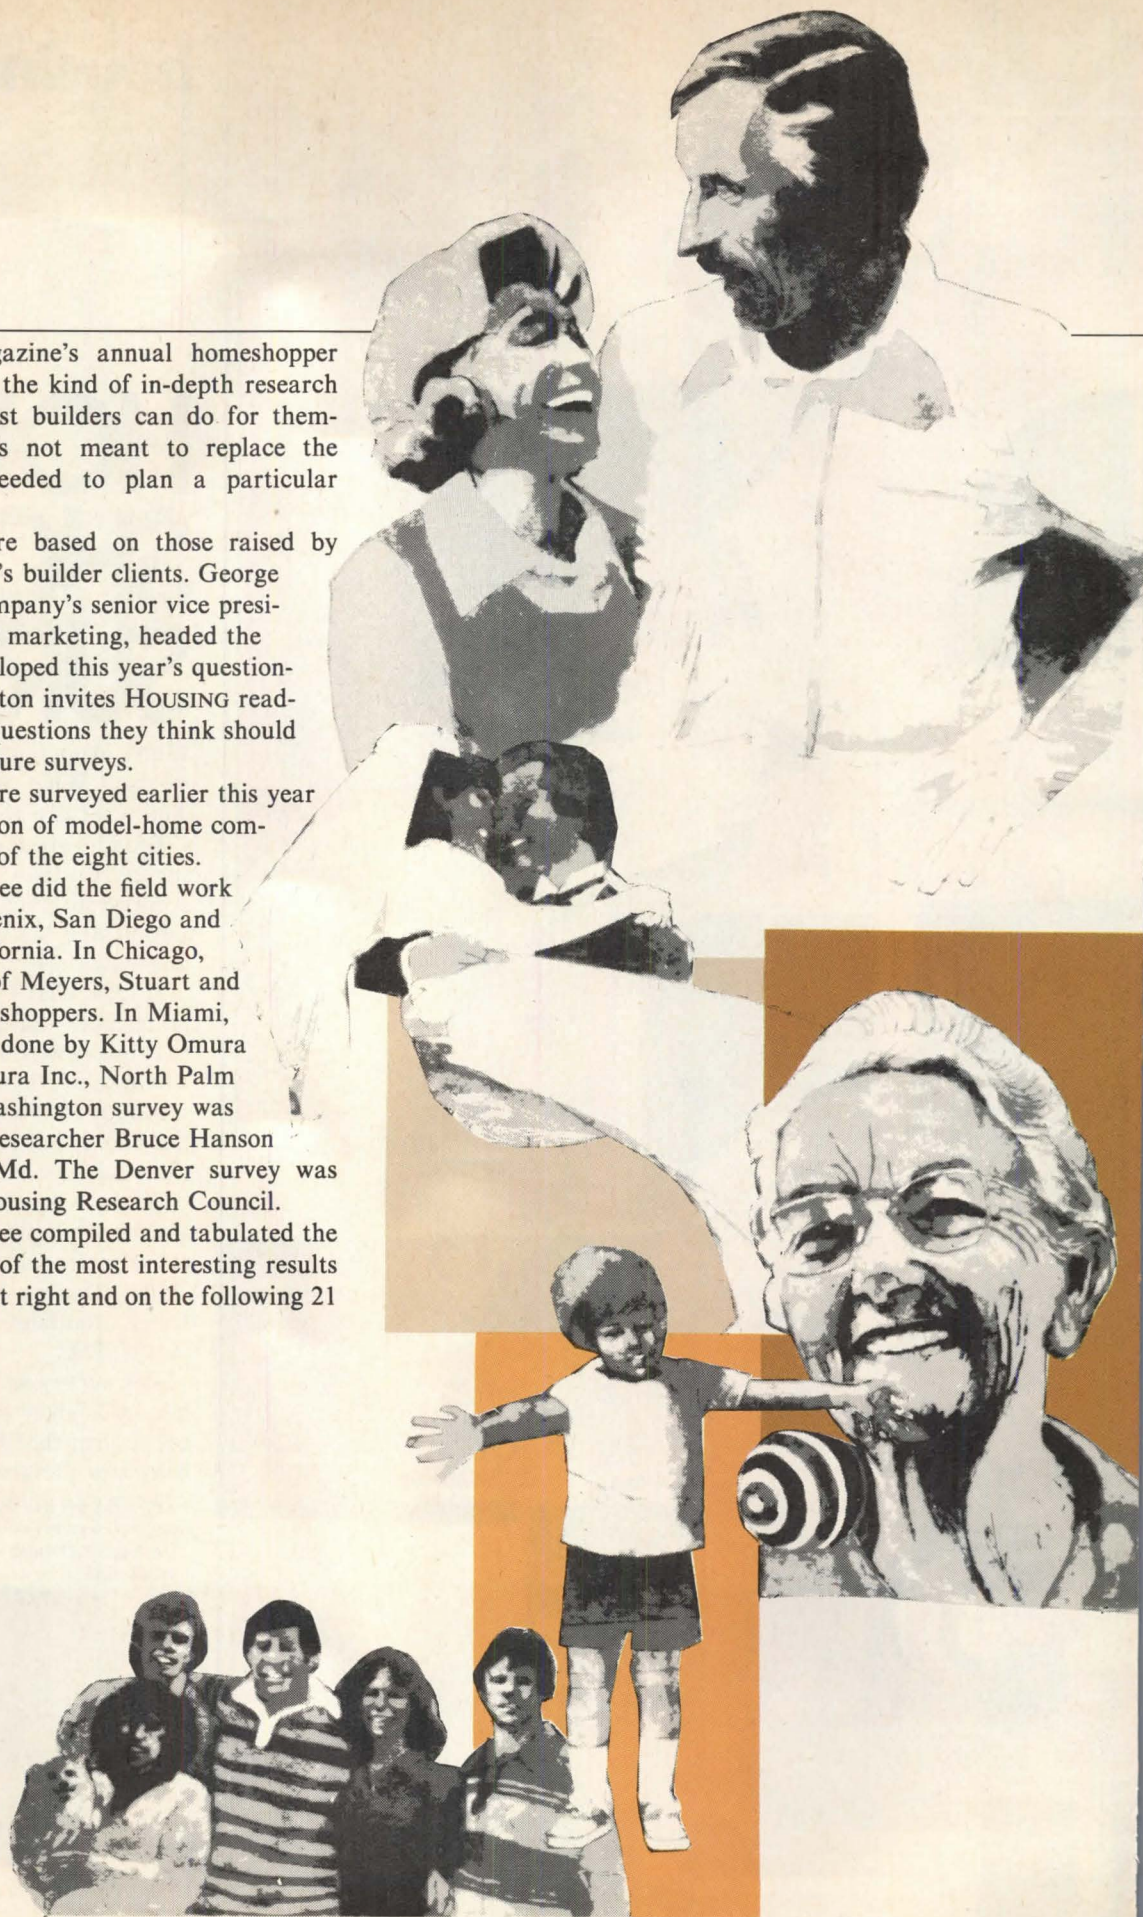 gazine's annual homeshopper
the kind of in-depth research
st builders can do for them-
s not meant to replace the
eeded to plan a particular
re based on those raised by
's builder clients. George
mpany's senior vice presi-
marketing, headed the
loped this year's question-
ton invites HOUSING read-
uestions they think should
ure surveys.
re surveyed earlier this year
on of model-home com-
of the eight cities.
ee did the field work
enix, San Diego and
ornia. In Chicago,
of Meyers, Stuart and
shoppers. In Miami,
done by Kitty Omura
ura Inc., North Palm
ashington survey was
esearcher Bruce Hanson
Md. The Denver survey was
ousing Research Council.
ee compiled and tabulated the
of the most interesting results
t right and on the following 21